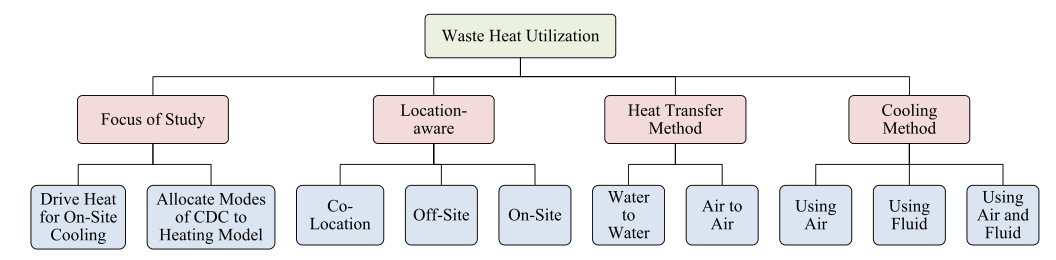 Waste Heat Utilization
Focus of Study
Location-
aware
Heat Transfer
Method
Cooling
Method
Drive Heat
for On-Site
Cooling
Allocate Modes
of CDC to
Heating Model
Co-
Location
Off-Site
On-Site
Water
to
Water
Air to
Air
Using
Air
Using
Fluid
Using
Air and
Fluid